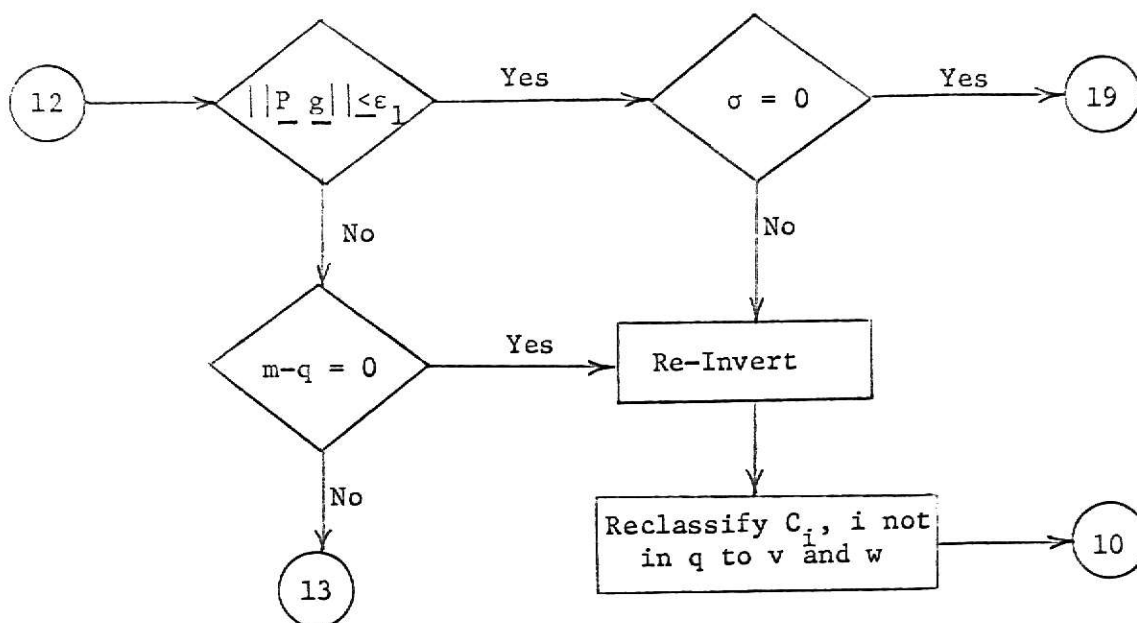 12
||P g||≤ε1
Yes
σ = 0
Yes
19
No
No
m-q = 0
Yes
Re-Invert
No
Reclassify Ci, i not
in q to v and w
10
13